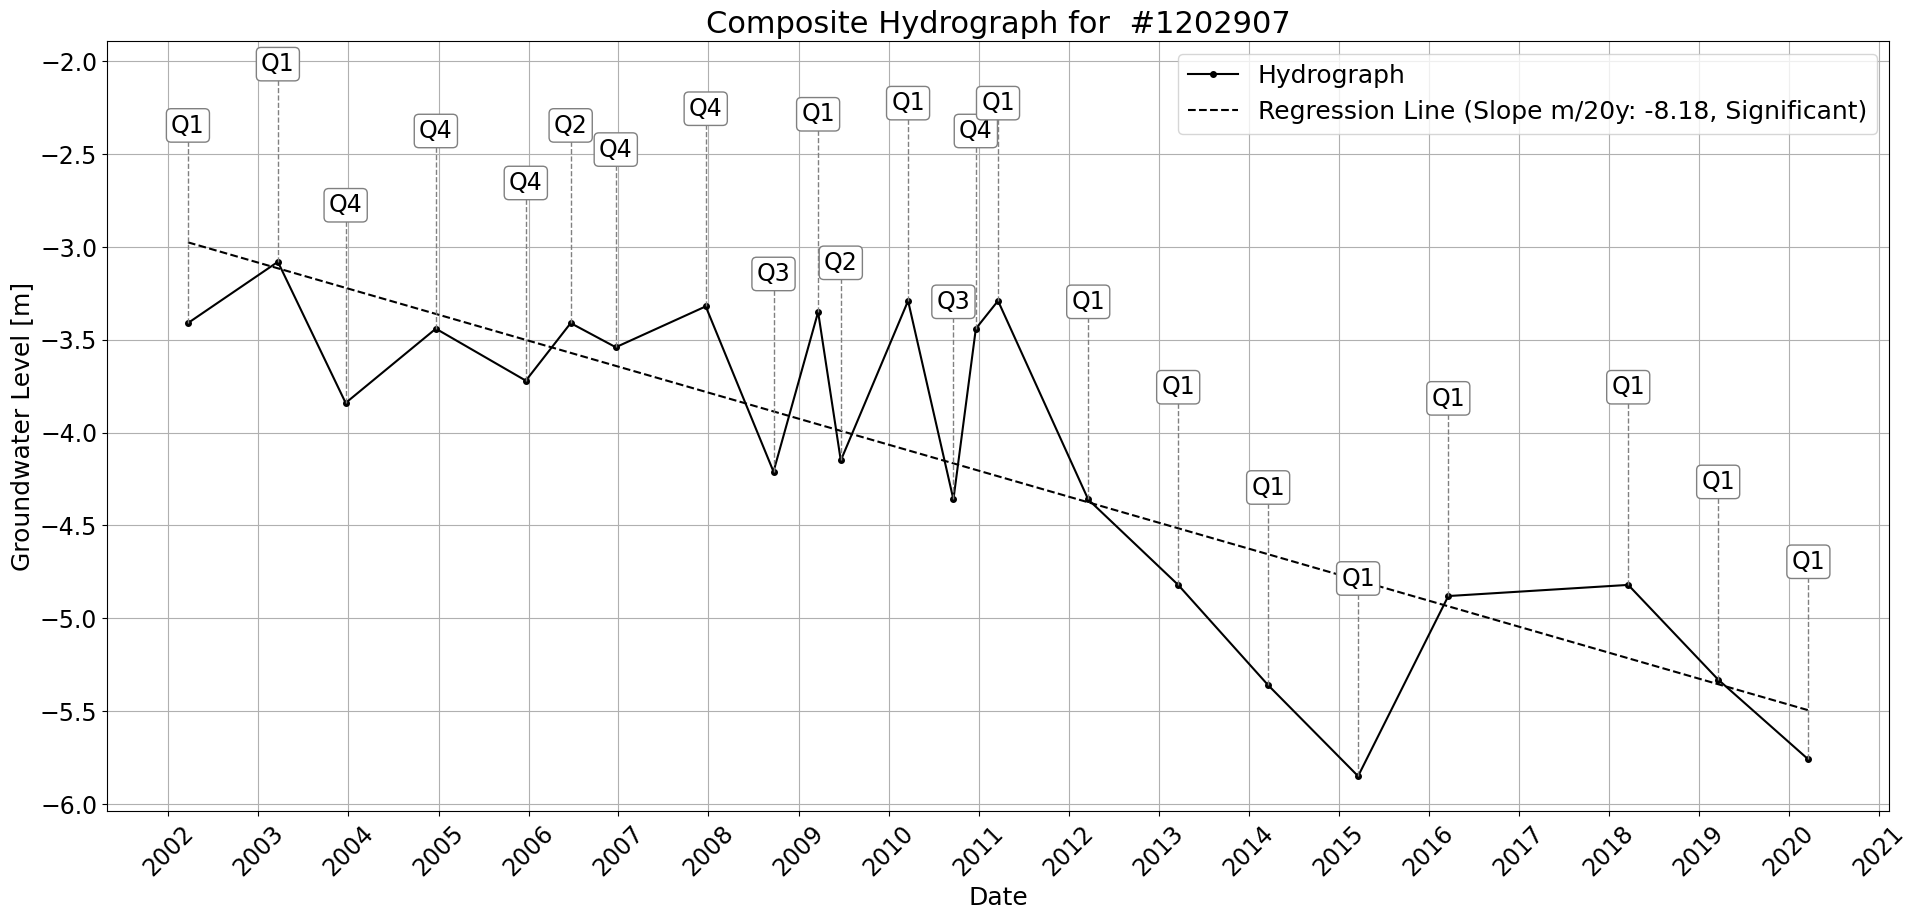 Composite Hydrograph for  #1202907
Hydrograph
Regression Line (Slope m/20y: -8.18, Significant)
Groundwater Level [m]
−2.0
−2.5
−3.0
−3.5
−4.0
−4.5
−5.0
−5.5
−6.0
Q1
Q1
Q4
Q4
Q4
Q2
Q4
Q4
Q3
Q1
Q2
Q1
Q3
Q4
Q1
Q1
Q1
Q1
Q1
Q1
Q1
Q1
Q1
2002
2003
2004
2005
2006
2007
2008
2009
2010
2011
2012
2013
2014
2015
2016
2017
2018
2019
2020
2021
Date